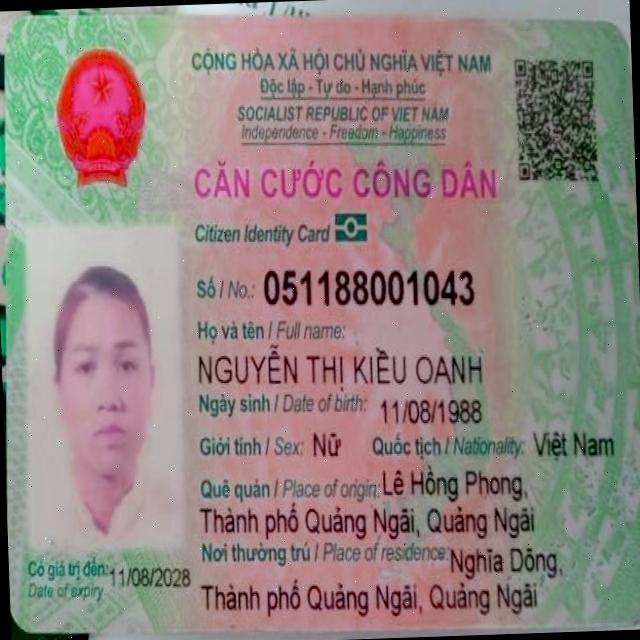 CỘNG HÒA XÃ HỘI CHỦ NGHĨA VIỆT NAM
Độc lập - Tự do - Hạnh phúc
SOCIALIST REPUBLIC OF VIET NAM
Independence - Freedom - Happiness
CĂN CƯỚC CÔNG DÂN
Citizen Identity Card
Số / No.: 051188001043
Họ và tên / Full name:
NGUYỄN THỊ KIỀU OANH
Ngày sinh / Date of birth: 11/08/1988
Giới tính / Sex: Nữ Quốc tịch / Nationality: Việt Nam
Quê quán / Place of origin: Lê Hồng Phong,
Thành phố Quảng Ngãi, Quảng Ngãi
Nơi thường trú / Place of residence: Nghĩa Dõng,
Thành phố Quảng Ngãi, Quảng Ngãi
Có giá trị đến: 11/08/2028
Date of expiry